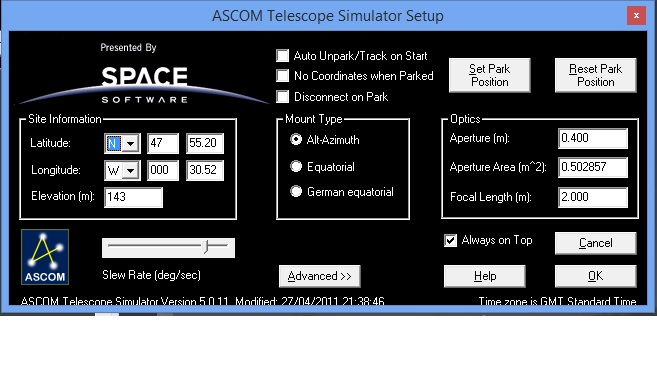 ASCOM Telescope Simulator Setup
x
Presented By
SPACE
SOFTWARE
Auto Unpark/Track on Start
No Coordinates when Parked
Disconnect on Park
Set Park
Position
Reset Park
Position
Site Information
Latitude: N 47 55.20
Longitude: W 000 30.52
Elevation (m): 143
Mount Type
Alt-Azimuth
Equatorial
German equatorial
Optics
Aperture (m): 0.400
Aperture Area (m^2): 0.502857
Focal Length (m): 2.000
ASCOM
Slew Rate (deg/sec)
Advanced >>
Always on Top
Cancel
Help
OK
ASCOM Telescope Simulator Version 5.0.11 Modified: 27/04/2011 21:38:46
Time zone is GMT Standard Time